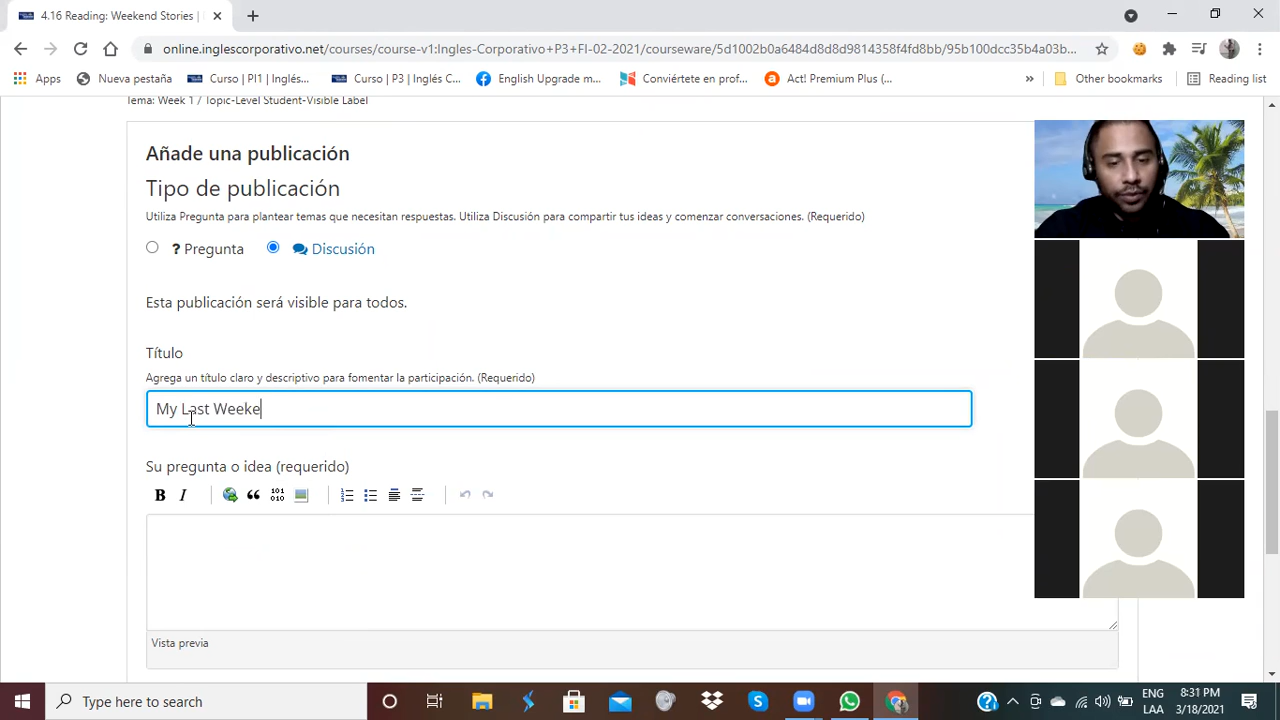 4.16 Reading: Weekend Stories |
online.inglescorporativo.net/courses/course-v1:Ingles-Corporativo+P3+FI-02-2021/courseware/5d1002b0a6484d8d8d9814358f4fd8bb/95b100dcc35b4a03b...
Apps Nueva pestaña Curso | PI1 | Inglés... Curso | P3 | Inglés C... English Upgrade m... Conviértete en prof... Act! Premium Plus (... » Other bookmarks Reading list
Tema: Week 1 / Topic-Level Student-Visible Label
Añade una publicación
Tipo de publicación
Utiliza Pregunta para plantear temas que necesitan respuestas. Utiliza Discusión para compartir tus ideas y comenzar conversaciones. (Requerido)
? Pregunta Discusión
Esta publicación será visible para todos.
Título
Agrega un título claro y descriptivo para fomentar la participación. (Requerido)
My Last Weeke
Su pregunta o idea (requerido)
B I
Vista previa
Type here to search
ENG 8:31 PM
LAA 3/18/2021